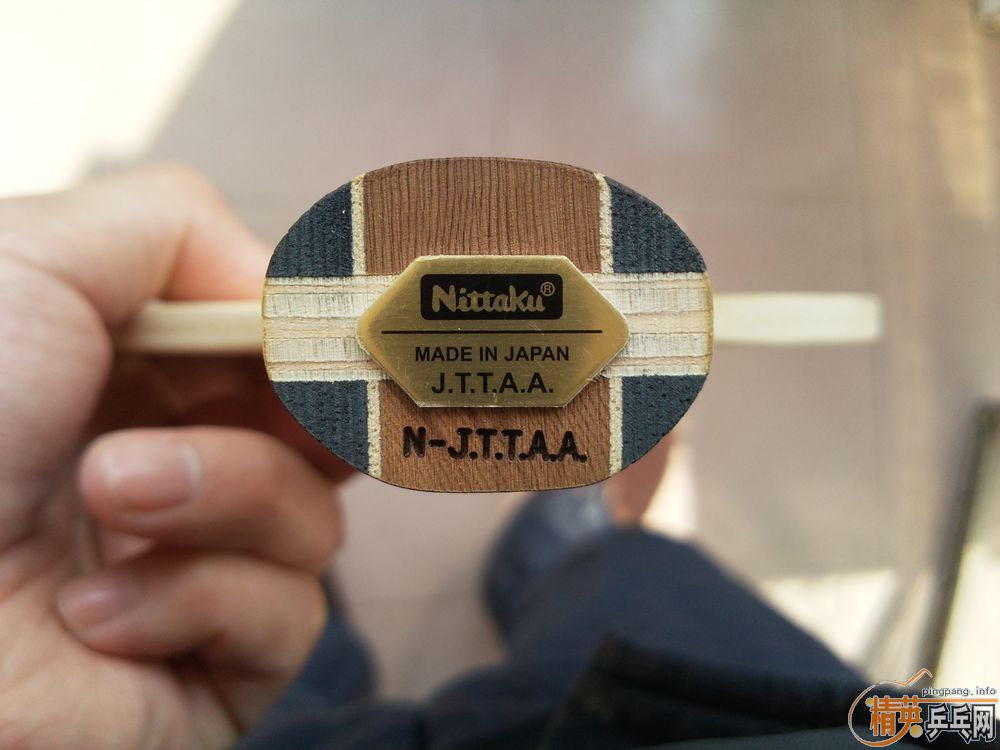 Nittaku®
MADE IN JAPAN
J.T.T.A.A.
N-J.T.T.A.A.
pingpang.info
精英乒乓网